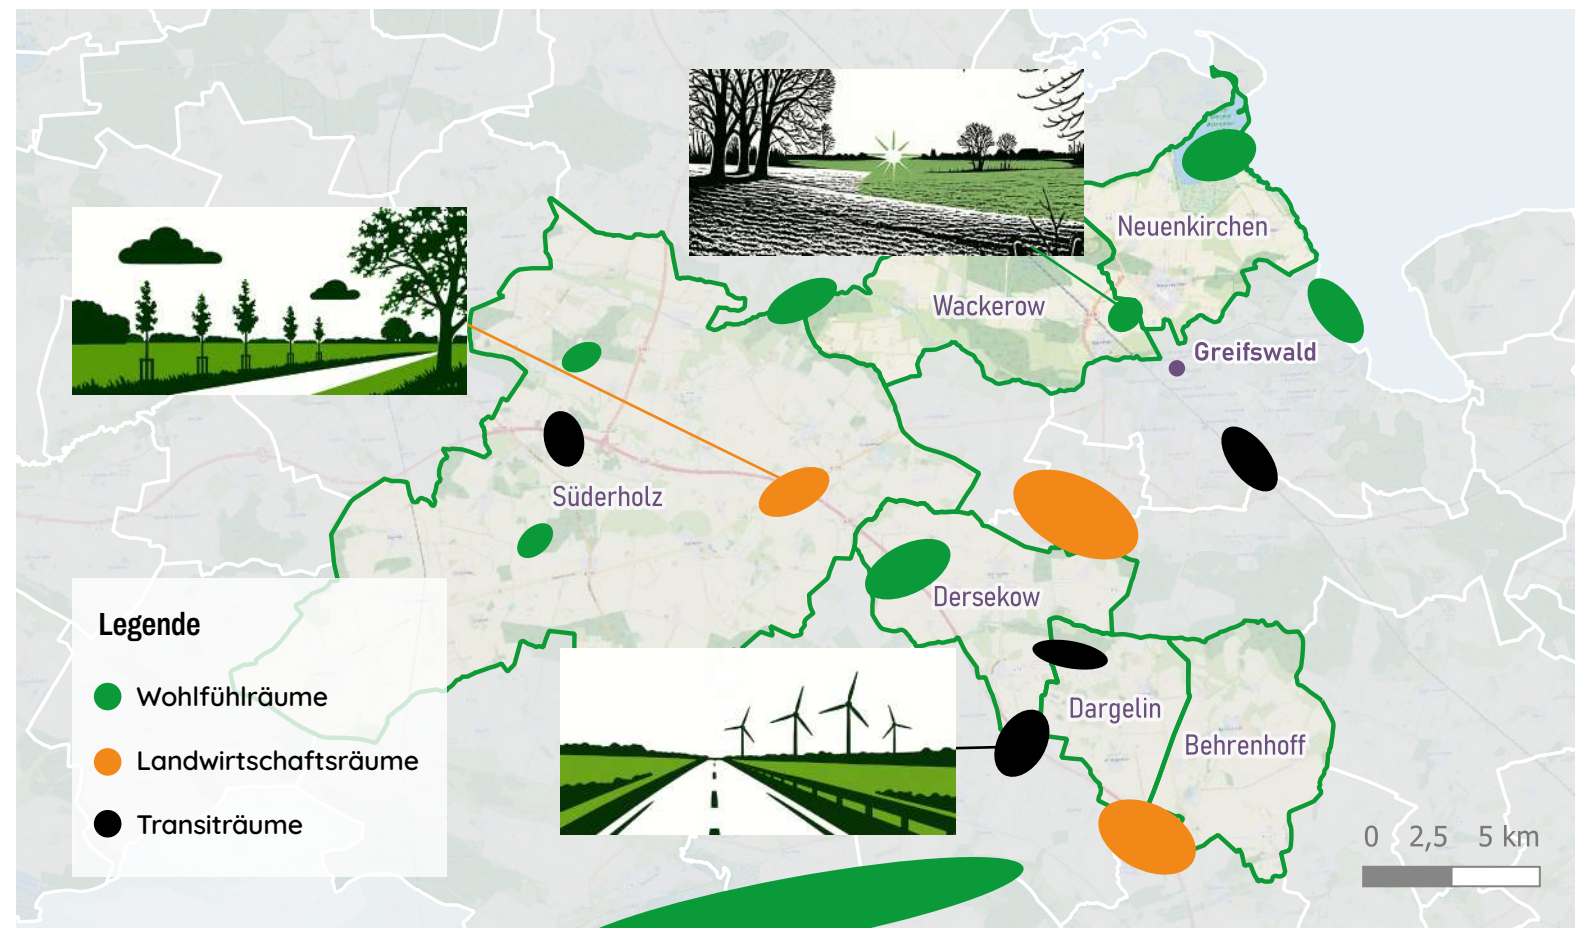 Neuenkirchen
Wackerow
Greifswald
Süderholz
Dersekow
Dargelin
Behrenhoff
Legende
Wohlfühlräume
Landwirtschaftsräume
Transiträume
0 2,5 5 km